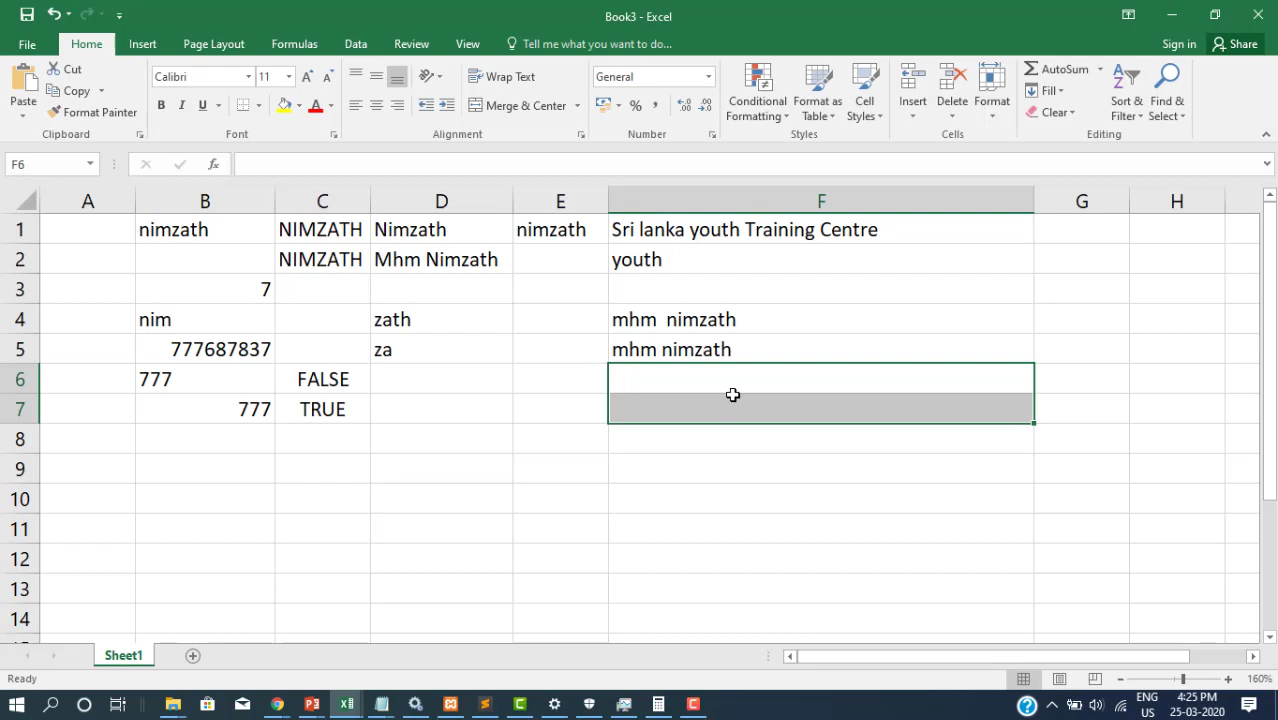 Book3 - Excel
File Home Insert Page Layout Formulas Data Review View Tell me what you want to do... Sign in Share
Paste Cut Copy Format Painter Clipboard
Calibri 11 B I U A Font
Wrap Text Merge & Center Alignment
General % , Number
Conditional Formatting Format as Table Cell Styles Styles
Insert Delete Format Cells
AutoSum Fill Clear Sort & Filter Find & Select Editing
F6 fx
A B C D E F G H
1 nimzath NIMZATH Nimzath nimzath Sri lanka youth Training Centre
2 NIMZATH Mhm Nimzath youth
3 7
4 nim zath mhm  nimzath
5 777687837 za mhm nimzath
6 777 FALSE
7 777 TRUE
8
9
10
11
12
13
14
Sheet1
Ready 160%
ENG US 4:25 PM 25-03-2020